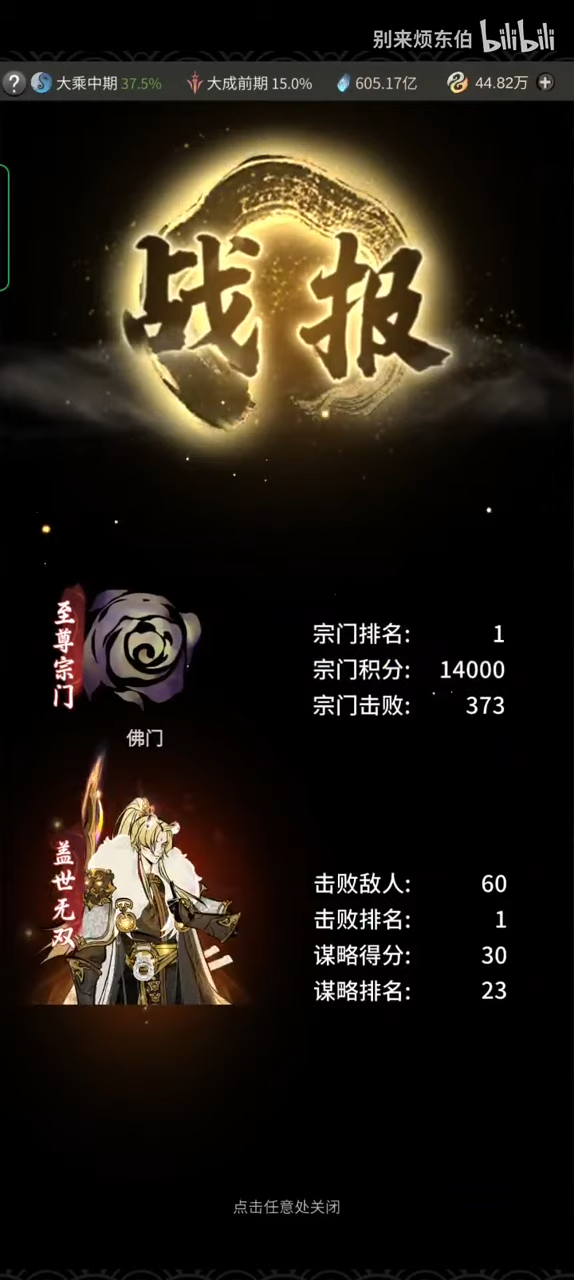 别来烦东伯 bilibili
? 大乘中期 37.5% 大成前期 15.0% 605.17亿 44.82万 +
战报
至尊宗门
宗门排名: 1
宗门积分: 14000
宗门击败: 373
佛门
盖世无双
击败敌人: 60
击败排名: 1
谋略得分: 30
谋略排名: 23
点击任意处关闭